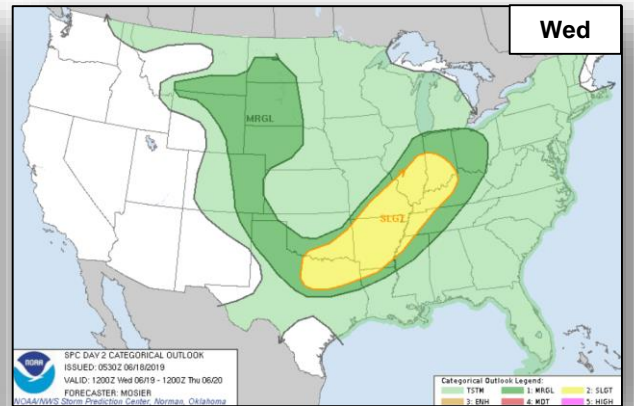 Wed
MRGL
SLGT
NOAA
SPC DAY 2 CATEGORICAL OUTLOOK
ISSUED: 0530Z 06/18/2019
VALID: 1200Z Wed 06/19 - 1200Z Thu 06/20
FORECASTER: MOSIER
NOAA/NWS Storm Prediction Center, Norman, Oklahoma
Categorical Outlook Legend:
TSTM 1: MRGL 2: SLGT
3: ENH 4: MDT 5: HIGH